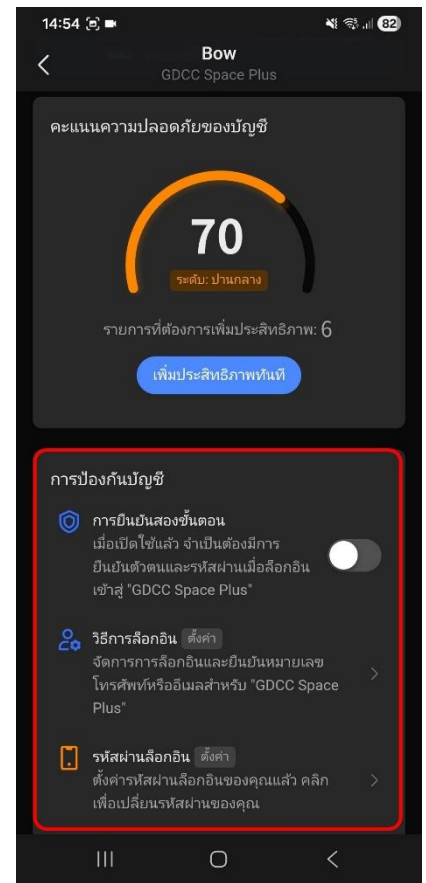 14:54
82
Bow
GDCC Space Plus
คะแนนความปลอดภัยของบัญชี
70
ระดับ: ปานกลาง
รายการที่ต้องการเพิ่มประสิทธิภาพ: 6
เพิ่มประสิทธิภาพทันที
การป้องกันบัญชี
การยืนยันสองขั้นตอน
เมื่อเปิดใช้แล้ว จำเป็นต้องมีการ
ยืนยันตัวตนและรหัสผ่านเมื่อล็อกอิน
เข้าสู่ "GDCC Space Plus"
วิธีการล็อกอิน ตั้งค่า
จัดการการล็อกอินและยืนยันหมายเลข
โทรศัพท์หรืออีเมลสำหรับ "GDCC Space
Plus"
รหัสผ่านล็อกอิน ตั้งค่า
ตั้งค่ารหัสผ่านล็อกอินของคุณแล้ว คลิก
เพื่อเปลี่ยนรหัสผ่านของคุณ